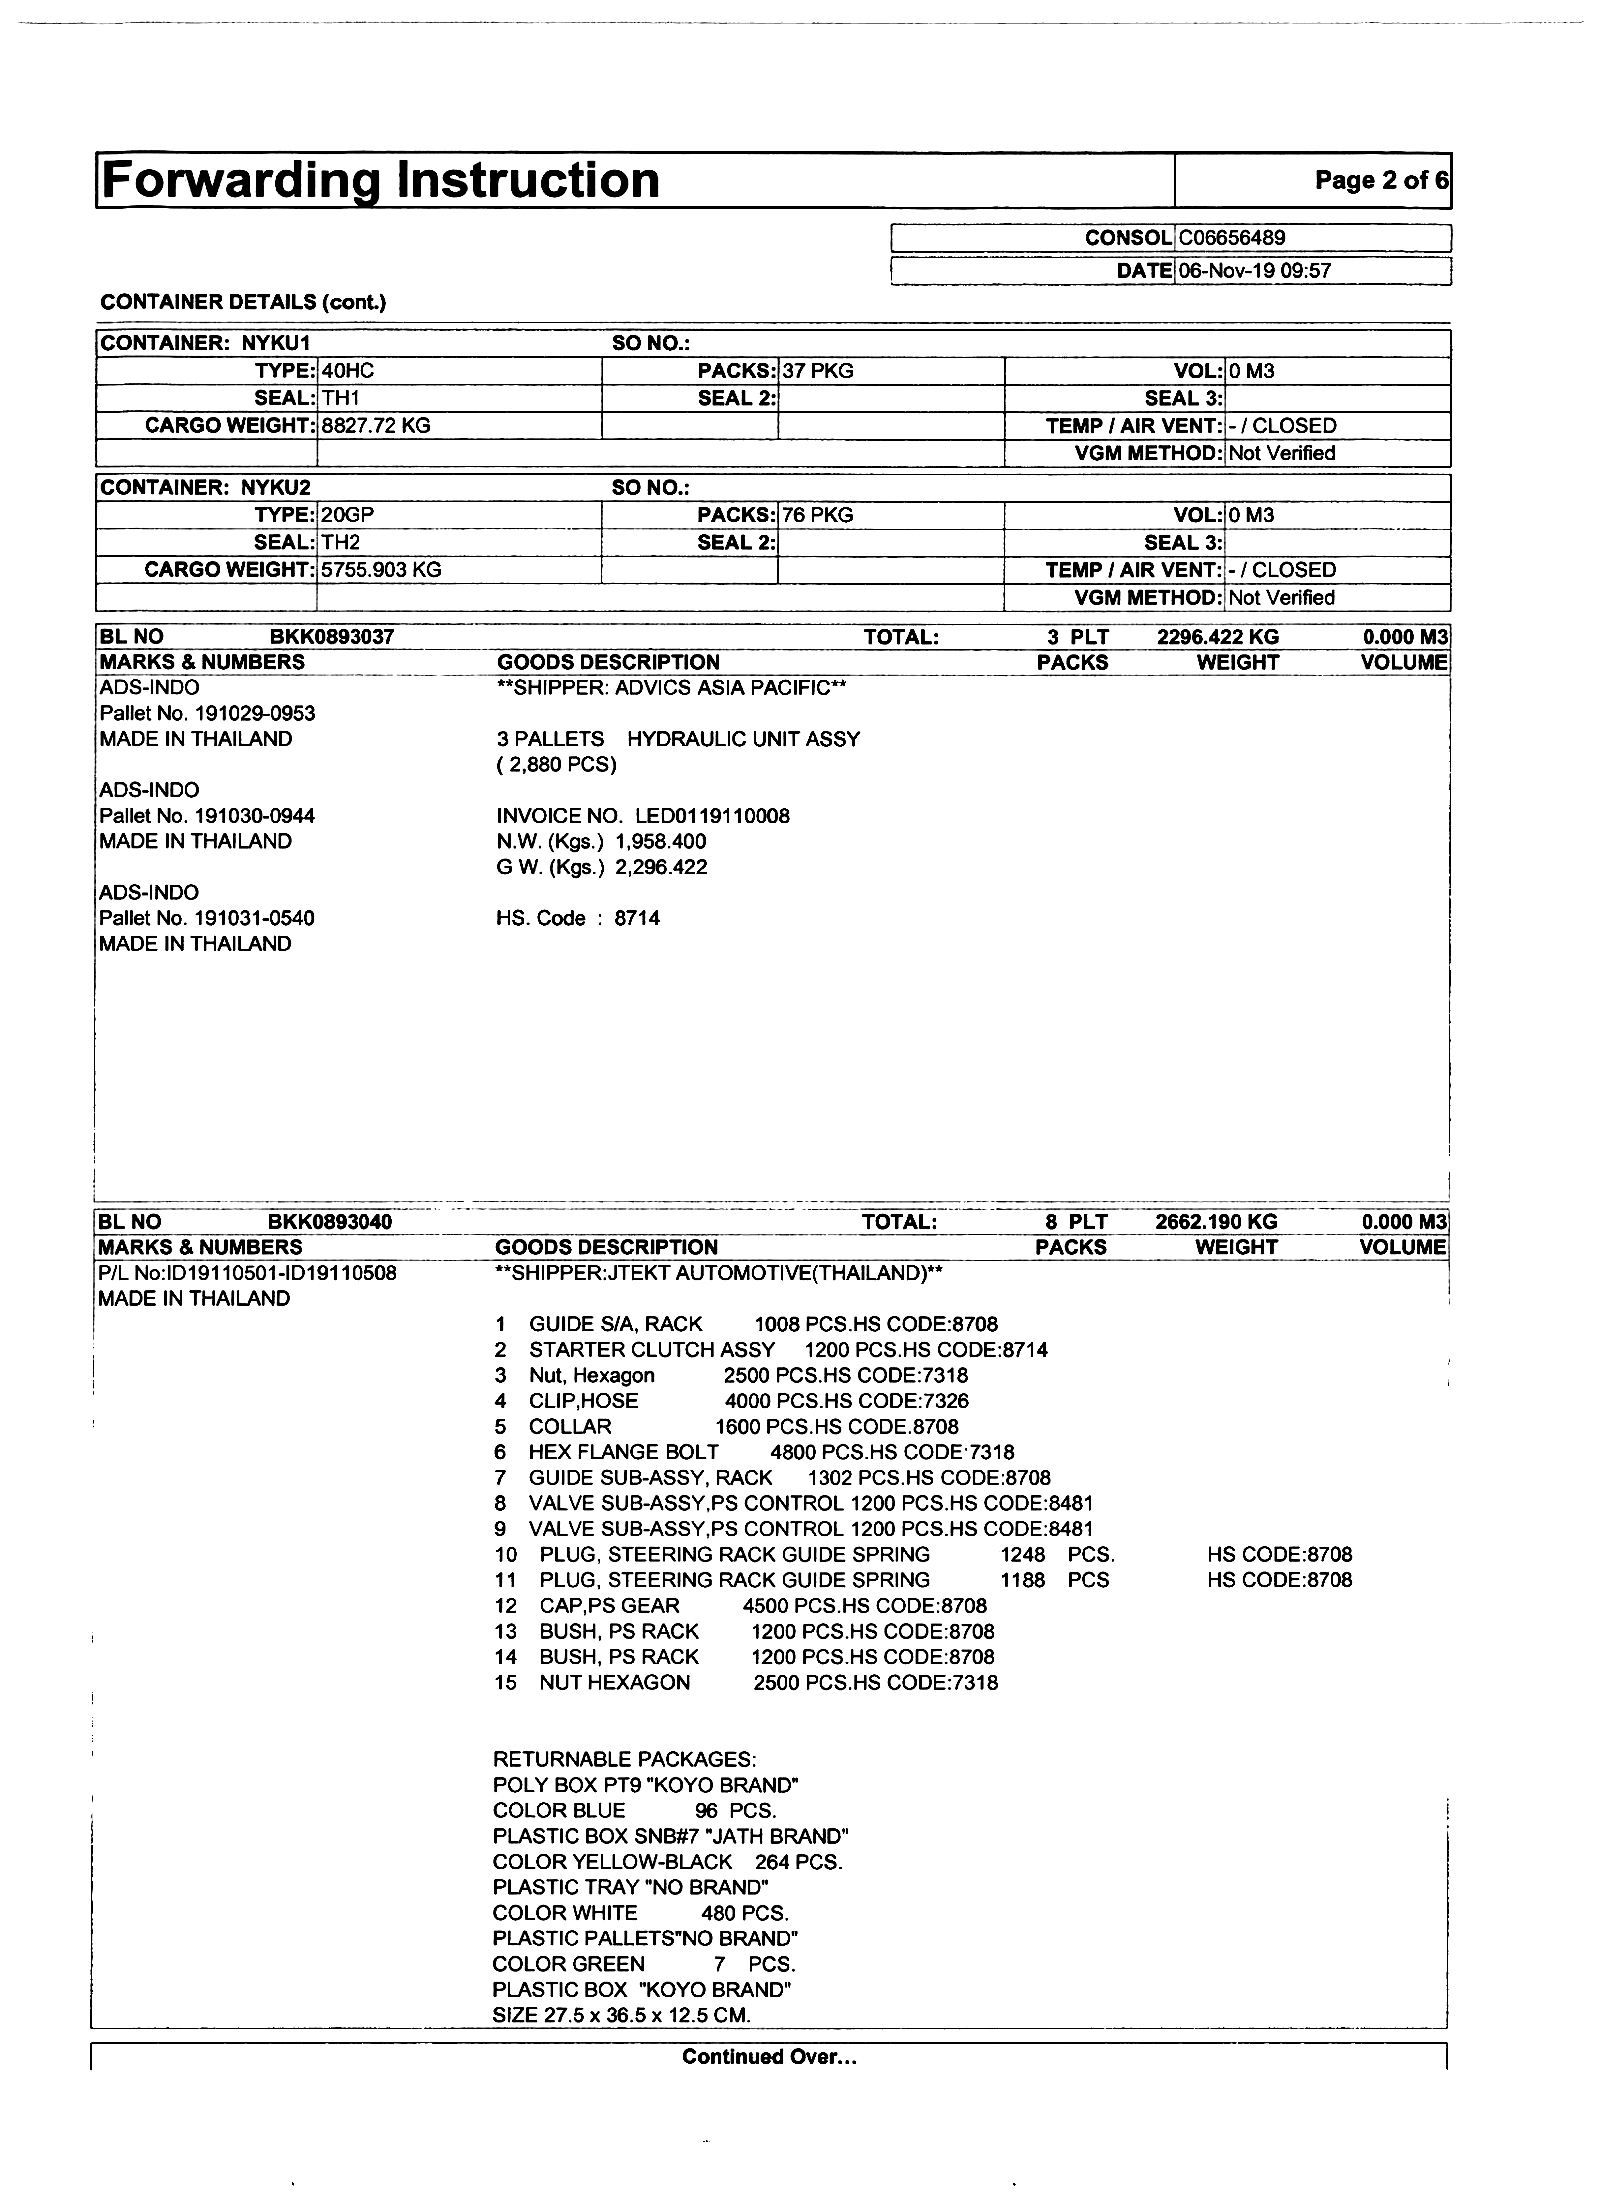 Forwarding Instruction Page 2 of 6
CONSOL C06656489
DATE 06-Nov-19 09:57
CONTAINER DETAILS (cont.)
CONTAINER: NYKU1 SO NO.:
TYPE: 40HC PACKS: 37 PKG VOL: 0 M3
SEAL: TH1 SEAL 2: SEAL 3:
CARGO WEIGHT: 8827.72 KG TEMP / AIR VENT: - / CLOSED
VGM METHOD: Not Verified
CONTAINER: NYKU2 SO NO.:
TYPE: 20GP PACKS: 76 PKG VOL: 0 M3
SEAL: TH2 SEAL 2: SEAL 3:
CARGO WEIGHT: 5755.903 KG TEMP / AIR VENT: - / CLOSED
VGM METHOD: Not Verified
BL NO BKK0893037 TOTAL: 3 PLT 2296.422 KG 0.000 M3
MARKS & NUMBERS GOODS DESCRIPTION PACKS WEIGHT VOLUME
ADS-INDO **SHIPPER: ADVICS ASIA PACIFIC**
Pallet No. 191029-0953
MADE IN THAILAND 3 PALLETS HYDRAULIC UNIT ASSY
( 2,880 PCS)
ADS-INDO
Pallet No. 191030-0944 INVOICE NO. LED0119110008
MADE IN THAILAND N.W. (Kgs.) 1,958.400
G W. (Kgs.) 2,296.422
ADS-INDO
Pallet No. 191031-0540 HS. Code : 8714
MADE IN THAILAND
BL NO BKK0893040 TOTAL: 8 PLT 2662.190 KG 0.000 M3
MARKS & NUMBERS GOODS DESCRIPTION PACKS WEIGHT VOLUME
P/L No:ID19110501-ID19110508 **SHIPPER:JTEKT AUTOMOTIVE(THAILAND)**
MADE IN THAILAND
1 GUIDE S/A, RACK 1008 PCS.HS CODE:8708
2 STARTER CLUTCH ASSY 1200 PCS.HS CODE:8714
3 Nut, Hexagon 2500 PCS.HS CODE:7318
4 CLIP,HOSE 4000 PCS.HS CODE:7326
5 COLLAR 1600 PCS.HS CODE.8708
6 HEX FLANGE BOLT 4800 PCS.HS CODE:7318
7 GUIDE SUB-ASSY, RACK 1302 PCS.HS CODE:8708
8 VALVE SUB-ASSY,PS CONTROL 1200 PCS.HS CODE:8481
9 VALVE SUB-ASSY,PS CONTROL 1200 PCS.HS CODE:8481
10 PLUG, STEERING RACK GUIDE SPRING 1248 PCS. HS CODE:8708
11 PLUG, STEERING RACK GUIDE SPRING 1188 PCS HS CODE:8708
12 CAP,PS GEAR 4500 PCS.HS CODE:8708
13 BUSH, PS RACK 1200 PCS.HS CODE:8708
14 BUSH, PS RACK 1200 PCS.HS CODE:8708
15 NUT HEXAGON 2500 PCS.HS CODE:7318
RETURNABLE PACKAGES:
POLY BOX PT9 "KOYO BRAND"
COLOR BLUE 96 PCS.
PLASTIC BOX SNB#7 "JATH BRAND"
COLOR YELLOW-BLACK 264 PCS.
PLASTIC TRAY "NO BRAND"
COLOR WHITE 480 PCS.
PLASTIC PALLETS"NO BRAND"
COLOR GREEN 7 PCS.
PLASTIC BOX "KOYO BRAND"
SIZE 27.5 x 36.5 x 12.5 CM.
Continued Over...